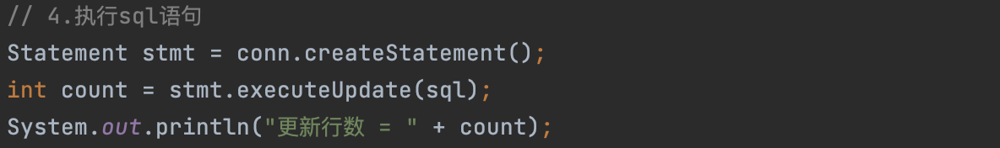 // 4.执行sql语句
Statement stmt = conn.createStatement();
int count = stmt.executeUpdate(sql);
System.out.println("更新行数 = " + count);